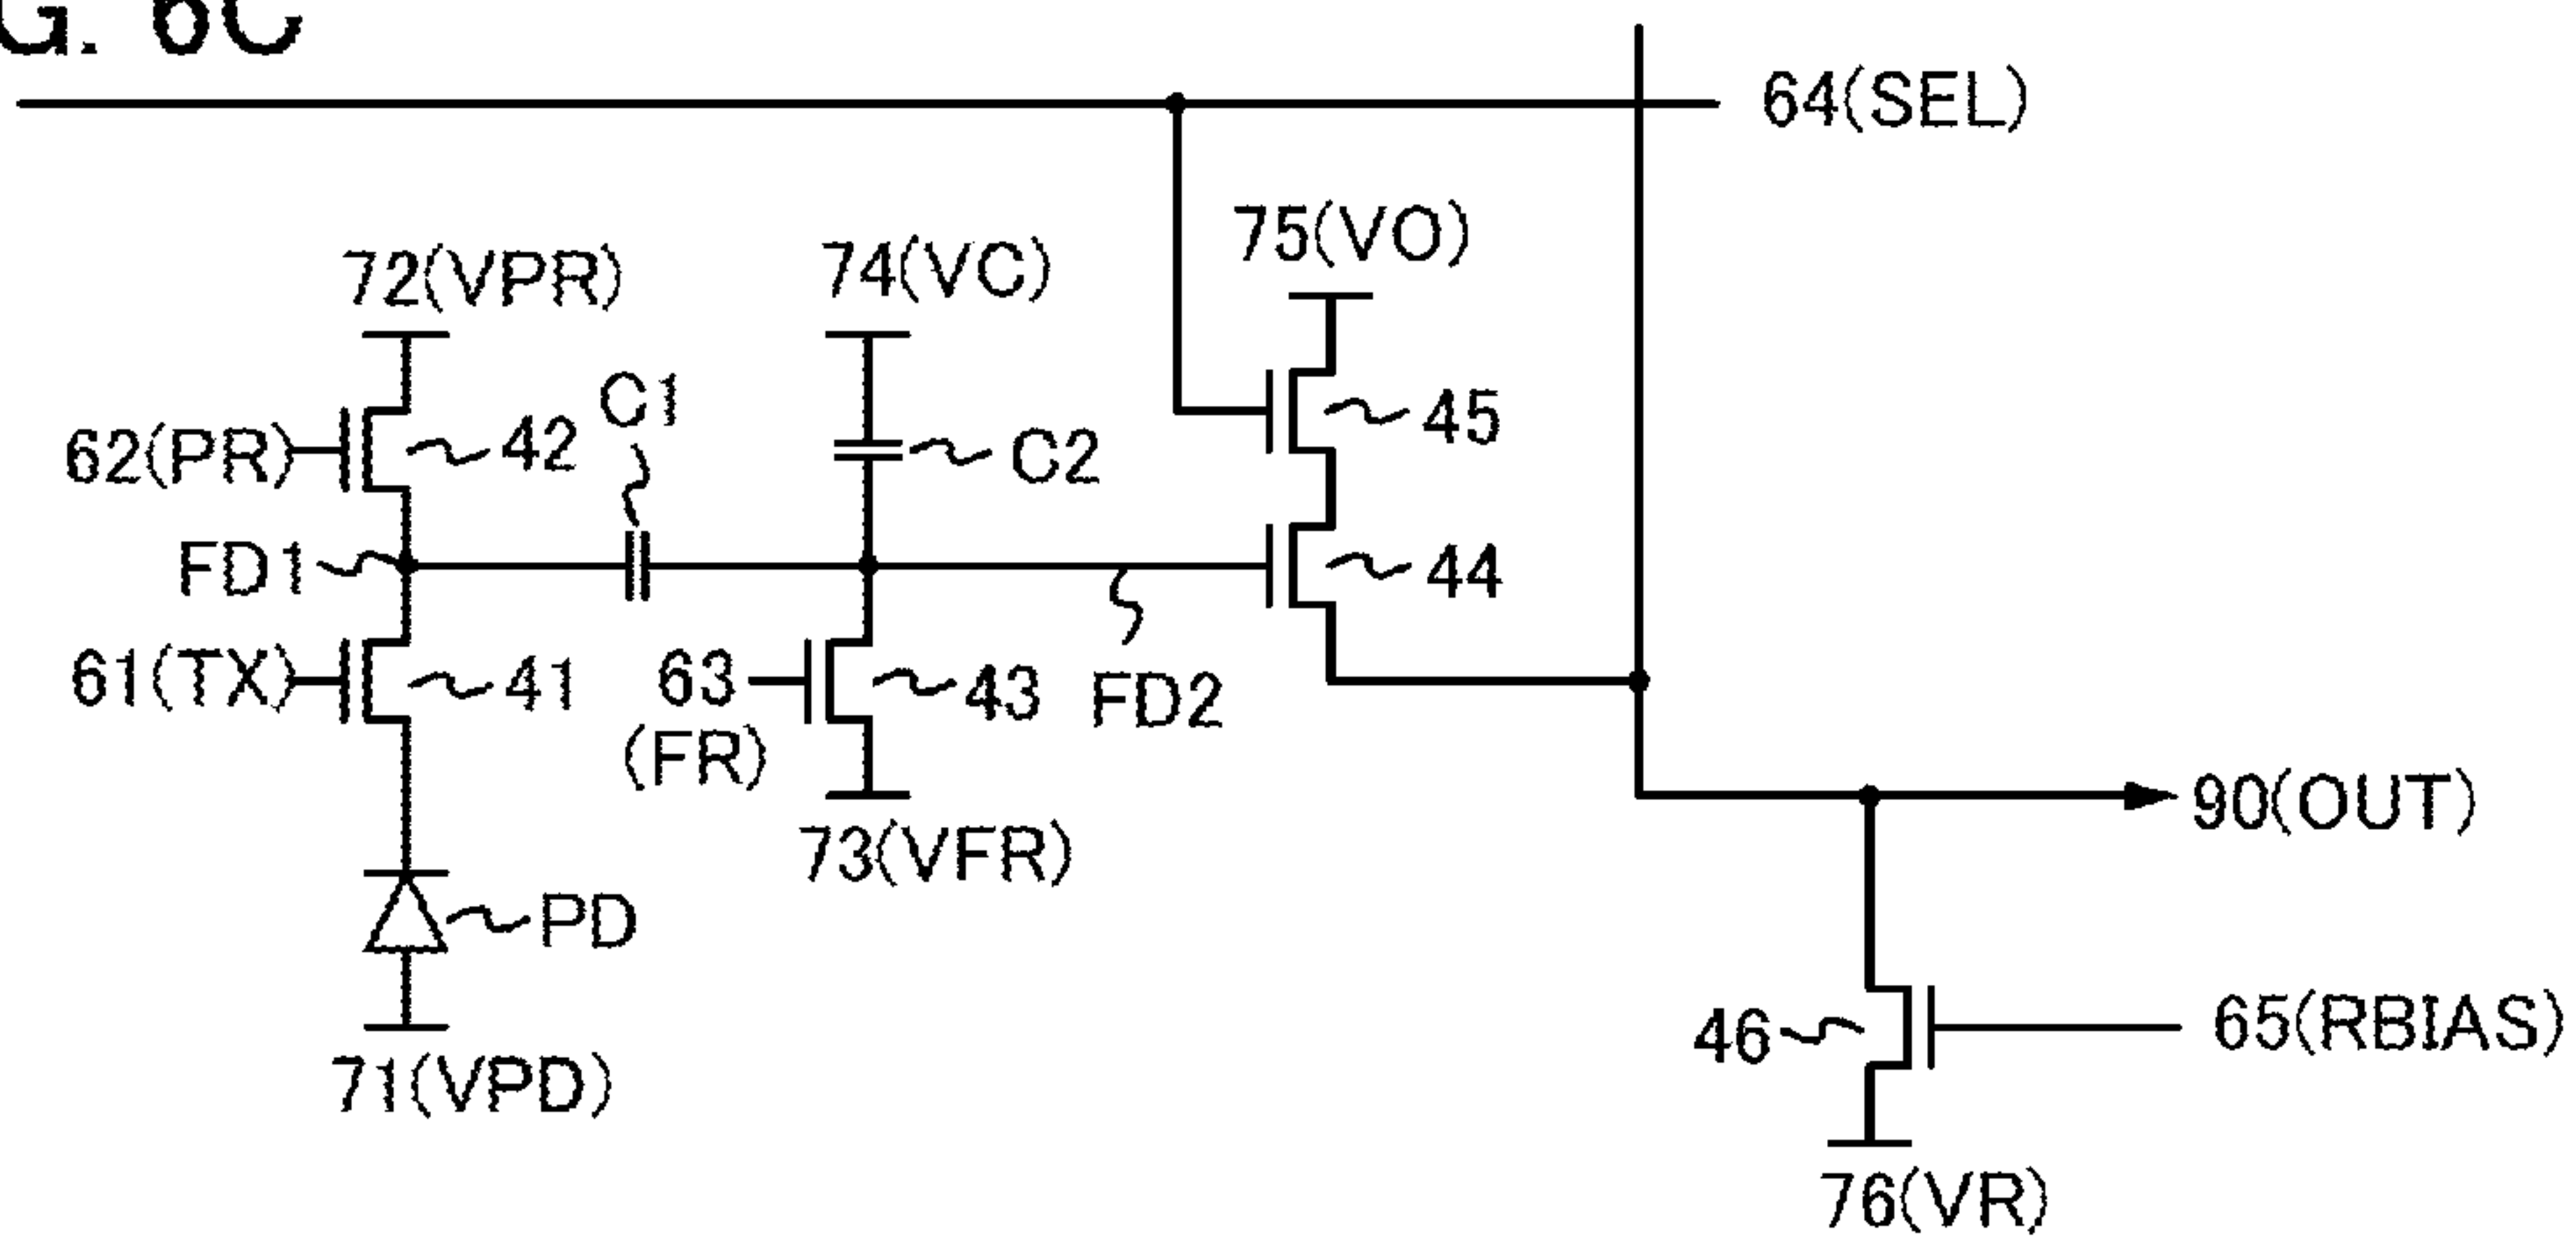 G. 6C
64(SEL)
75(VO)
72(VPR)
74(VC)
C1
45
62(PR)
42
C2
FD1
44
61(TX)
41
63
(FR)
43
FD2
90(OUT)
73(VFR)
PD
46
65(RBIAS)
71(VPD)
76(VR)